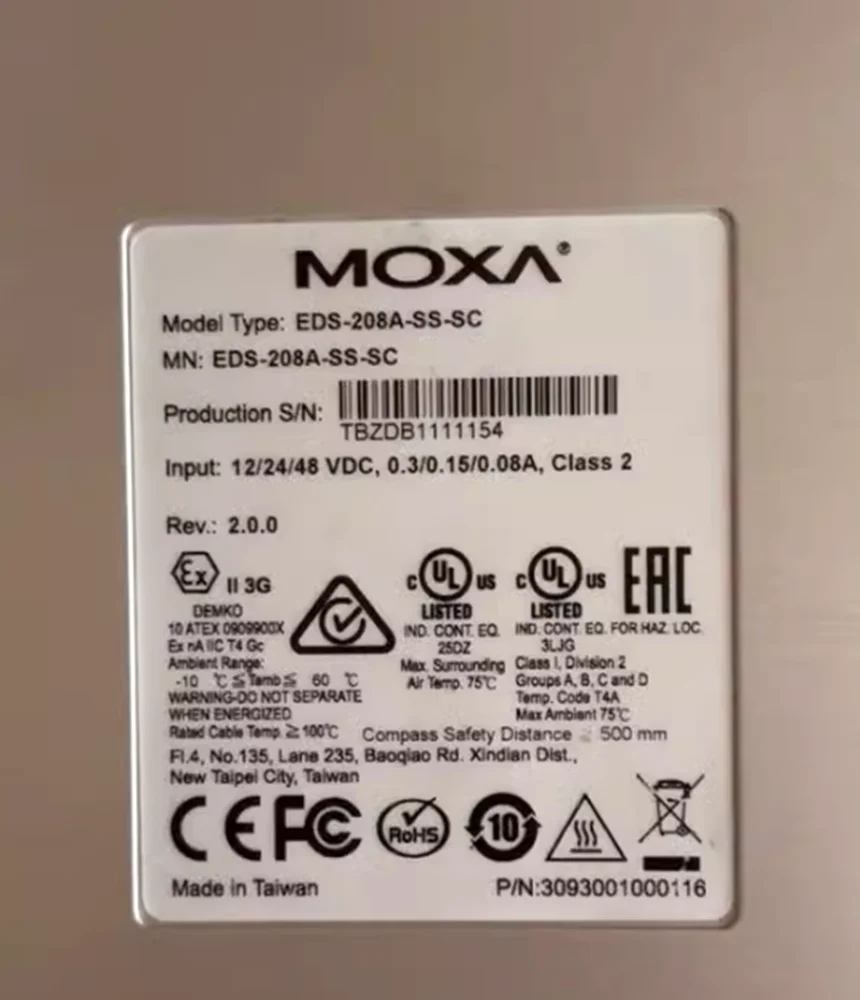 MOXA®
Model Type: EDS-208A-SS-SC
MN: EDS-208A-SS-SC
Production S/N:
TBZDB1111154
Input: 12/24/48 VDC, 0.3/0.15/0.08A, Class 2
Rev.: 2.0.0
Ex II 3G
DEMKO
10 ATEX 0909900X
Ex nA IIC T4 Gc
Ambient Range:
-10 ℃≦Tamb≦ 60 ℃
WARNING-DO NOT SEPARATE
WHEN ENERGIZED
Rated Cable Temp. ≧100℃
C UL US
LISTED
IND. CONT. EQ.
25DZ
Max. Surrounding
Air Temp. 75℃
C UL US
LISTED
IND. CONT. EQ. FOR HAZ. LOC.
3LJG
Class I, Division 2
Groups A, B, C and D
Temp. Code T4A
Max Ambient 75℃
EAC
Compass Safety Distance 500 mm
Fl.4, No.135, Lane 235, Baoqiao Rd. Xindian Dist.,
New Taipei City, Taiwan
CE FC RoHS 10
Made in Taiwan
P/N:3093001000116